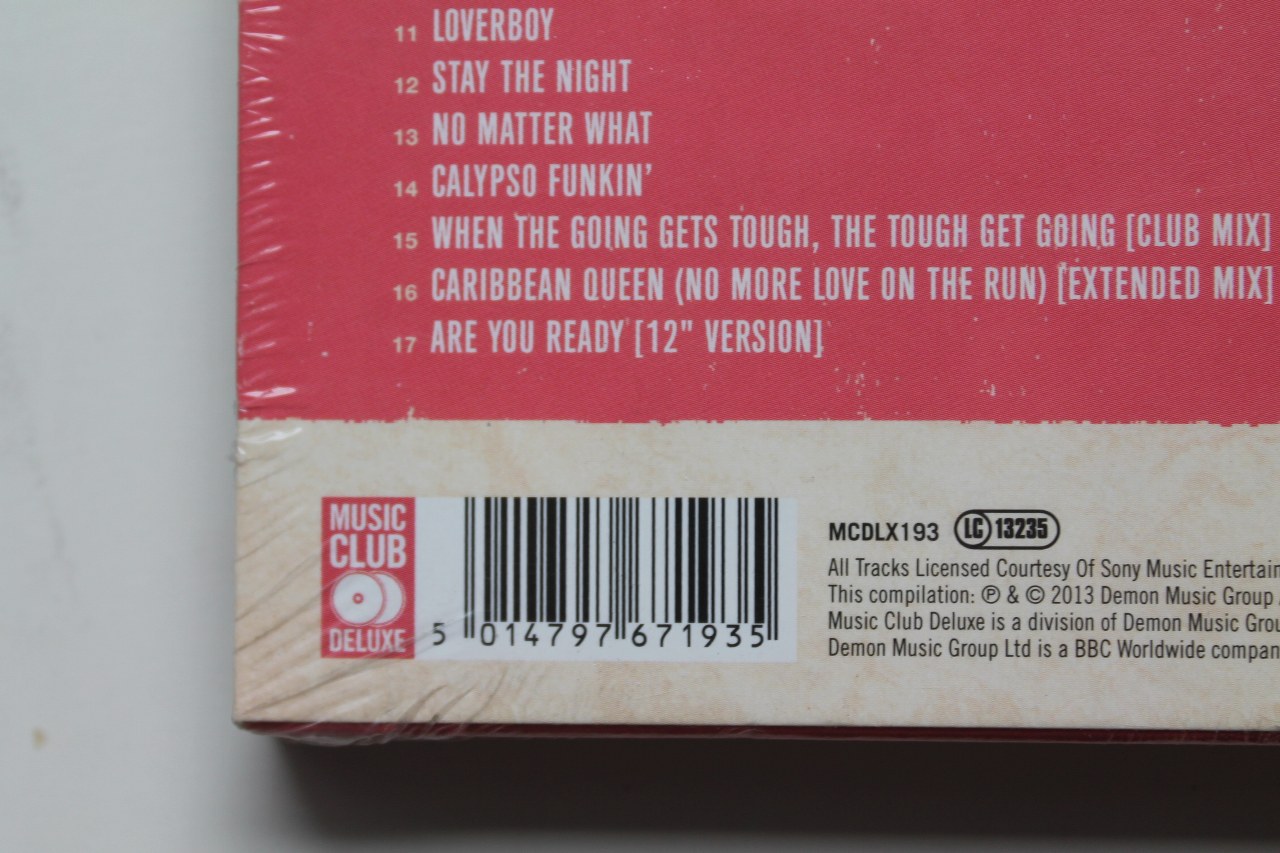 11 LOVERBOY
12 STAY THE NIGHT
13 NO MATTER WHAT
14 CALYPSO FUNKIN'
15 WHEN THE GOING GETS TOUGH, THE TOUGH GET GOING [CLUB MIX]
16 CARIBBEAN QUEEN (NO MORE LOVE ON THE RUN) [EXTENDED MIX]
17 ARE YOU READY [12" VERSION]
MUSIC
CLUB
DELUXE
5 014797 671935
MCDLX193 LC 13235
All Tracks Licensed Courtesy Of Sony Music
This compilation: ℗ & © 2013 Demon Music Group
Music Club Deluxe is a division of Demon Music
Demon Music Group Ltd is a BBC Worldwide